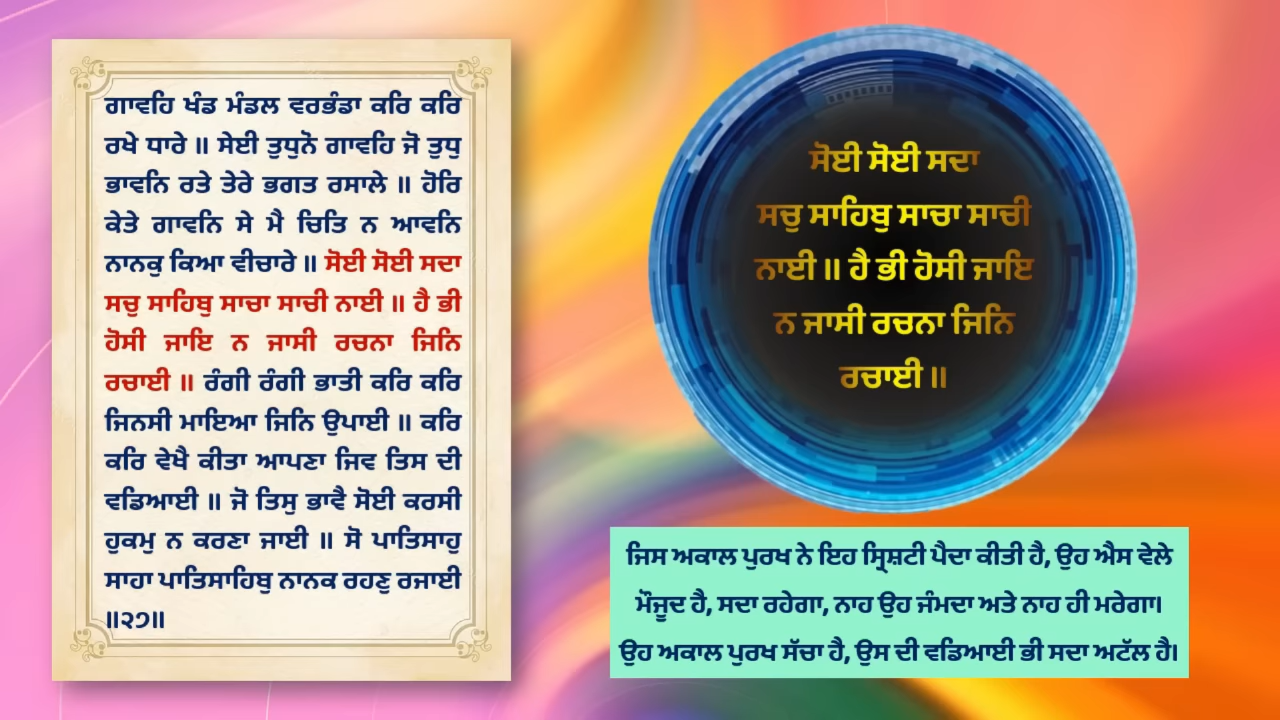 ਗਾਵਹਿ ਖੰਡ ਮੰਡਲ ਵਰਭੰਡਾ ਕਰਿ ਕਰਿ
ਰਖੇ ਧਾਰੇ ॥ ਸੇਈ ਤੁਧੁਨੋ ਗਾਵਹਿ ਜੋ ਤੁਧੁ
ਭਾਵਨਿ ਰਤੇ ਤੇਰੇ ਭਗਤ ਰਸਾਲੇ ॥ ਹੋਰਿ
ਕੇਤੇ ਗਾਵਨਿ ਸੇ ਮੈ ਚਿਤਿ ਨ ਆਵਨਿ
ਨਾਨਕੁ ਕਿਆ ਵੀਚਾਰੇ ॥ ਸੋਈ ਸੋਈ ਸਦਾ
ਸਚੁ ਸਾਹਿਬੁ ਸਾਚਾ ਸਾਚੀ ਨਾਈ ॥ ਹੈ ਭੀ
ਹੋਸੀ ਜਾਇ ਨ ਜਾਸੀ ਰਚਨਾ ਜਿਨਿ
ਰਚਾਈ ॥ ਰੰਗੀ ਰੰਗੀ ਭਾਤੀ ਕਰਿ ਕਰਿ
ਜਿਨਸੀ ਮਾਇਆ ਜਿਨਿ ਉਪਾਈ ॥ ਕਰਿ
ਕਰਿ ਵੇਖੈ ਕੀਤਾ ਆਪਣਾ ਜਿਵ ਤਿਸ ਦੀ
ਵਡਿਆਈ ॥ ਜੋ ਤਿਸੁ ਭਾਵੈ ਸੋਈ ਕਰਸੀ
ਹੁਕਮੁ ਨ ਕਰਣਾ ਜਾਈ ॥ ਸੋ ਪਾਤਿਸਾਹੁ
ਸਾਹਾ ਪਾਤਿਸਾਹਿਬੁ ਨਾਨਕ ਰਹਣੁ ਰਜਾਈ
॥੨੭॥
ਸੋਈ ਸੋਈ ਸਦਾ
ਸਚੁ ਸਾਹਿਬੁ ਸਾਚਾ ਸਾਚੀ
ਨਾਈ ॥ ਹੈ ਭੀ ਹੋਸੀ ਜਾਇ
ਨ ਜਾਸੀ ਰਚਨਾ ਜਿਨਿ
ਰਚਾਈ ॥
ਜਿਸ ਅਕਾਲ ਪੁਰਖ ਨੇ ਇਹ ਸ੍ਰਿਸ਼ਟੀ ਪੈਦਾ ਕੀਤੀ ਹੈ, ਉਹ ਐਸ ਵੇਲੇ
ਮੌਜੂਦ ਹੈ, ਸਦਾ ਰਹੇਗਾ, ਨਾਹ ਉਹ ਜੰਮਦਾ ਅਤੇ ਨਾਹ ਹੀ ਮਰੇਗਾ।
ਉਹ ਅਕਾਲ ਪੁਰਖ ਸੱਚਾ ਹੈ, ਉਸ ਦੀ ਵਡਿਆਈ ਭੀ ਸਦਾ ਅਟੱਲ ਹੈ।